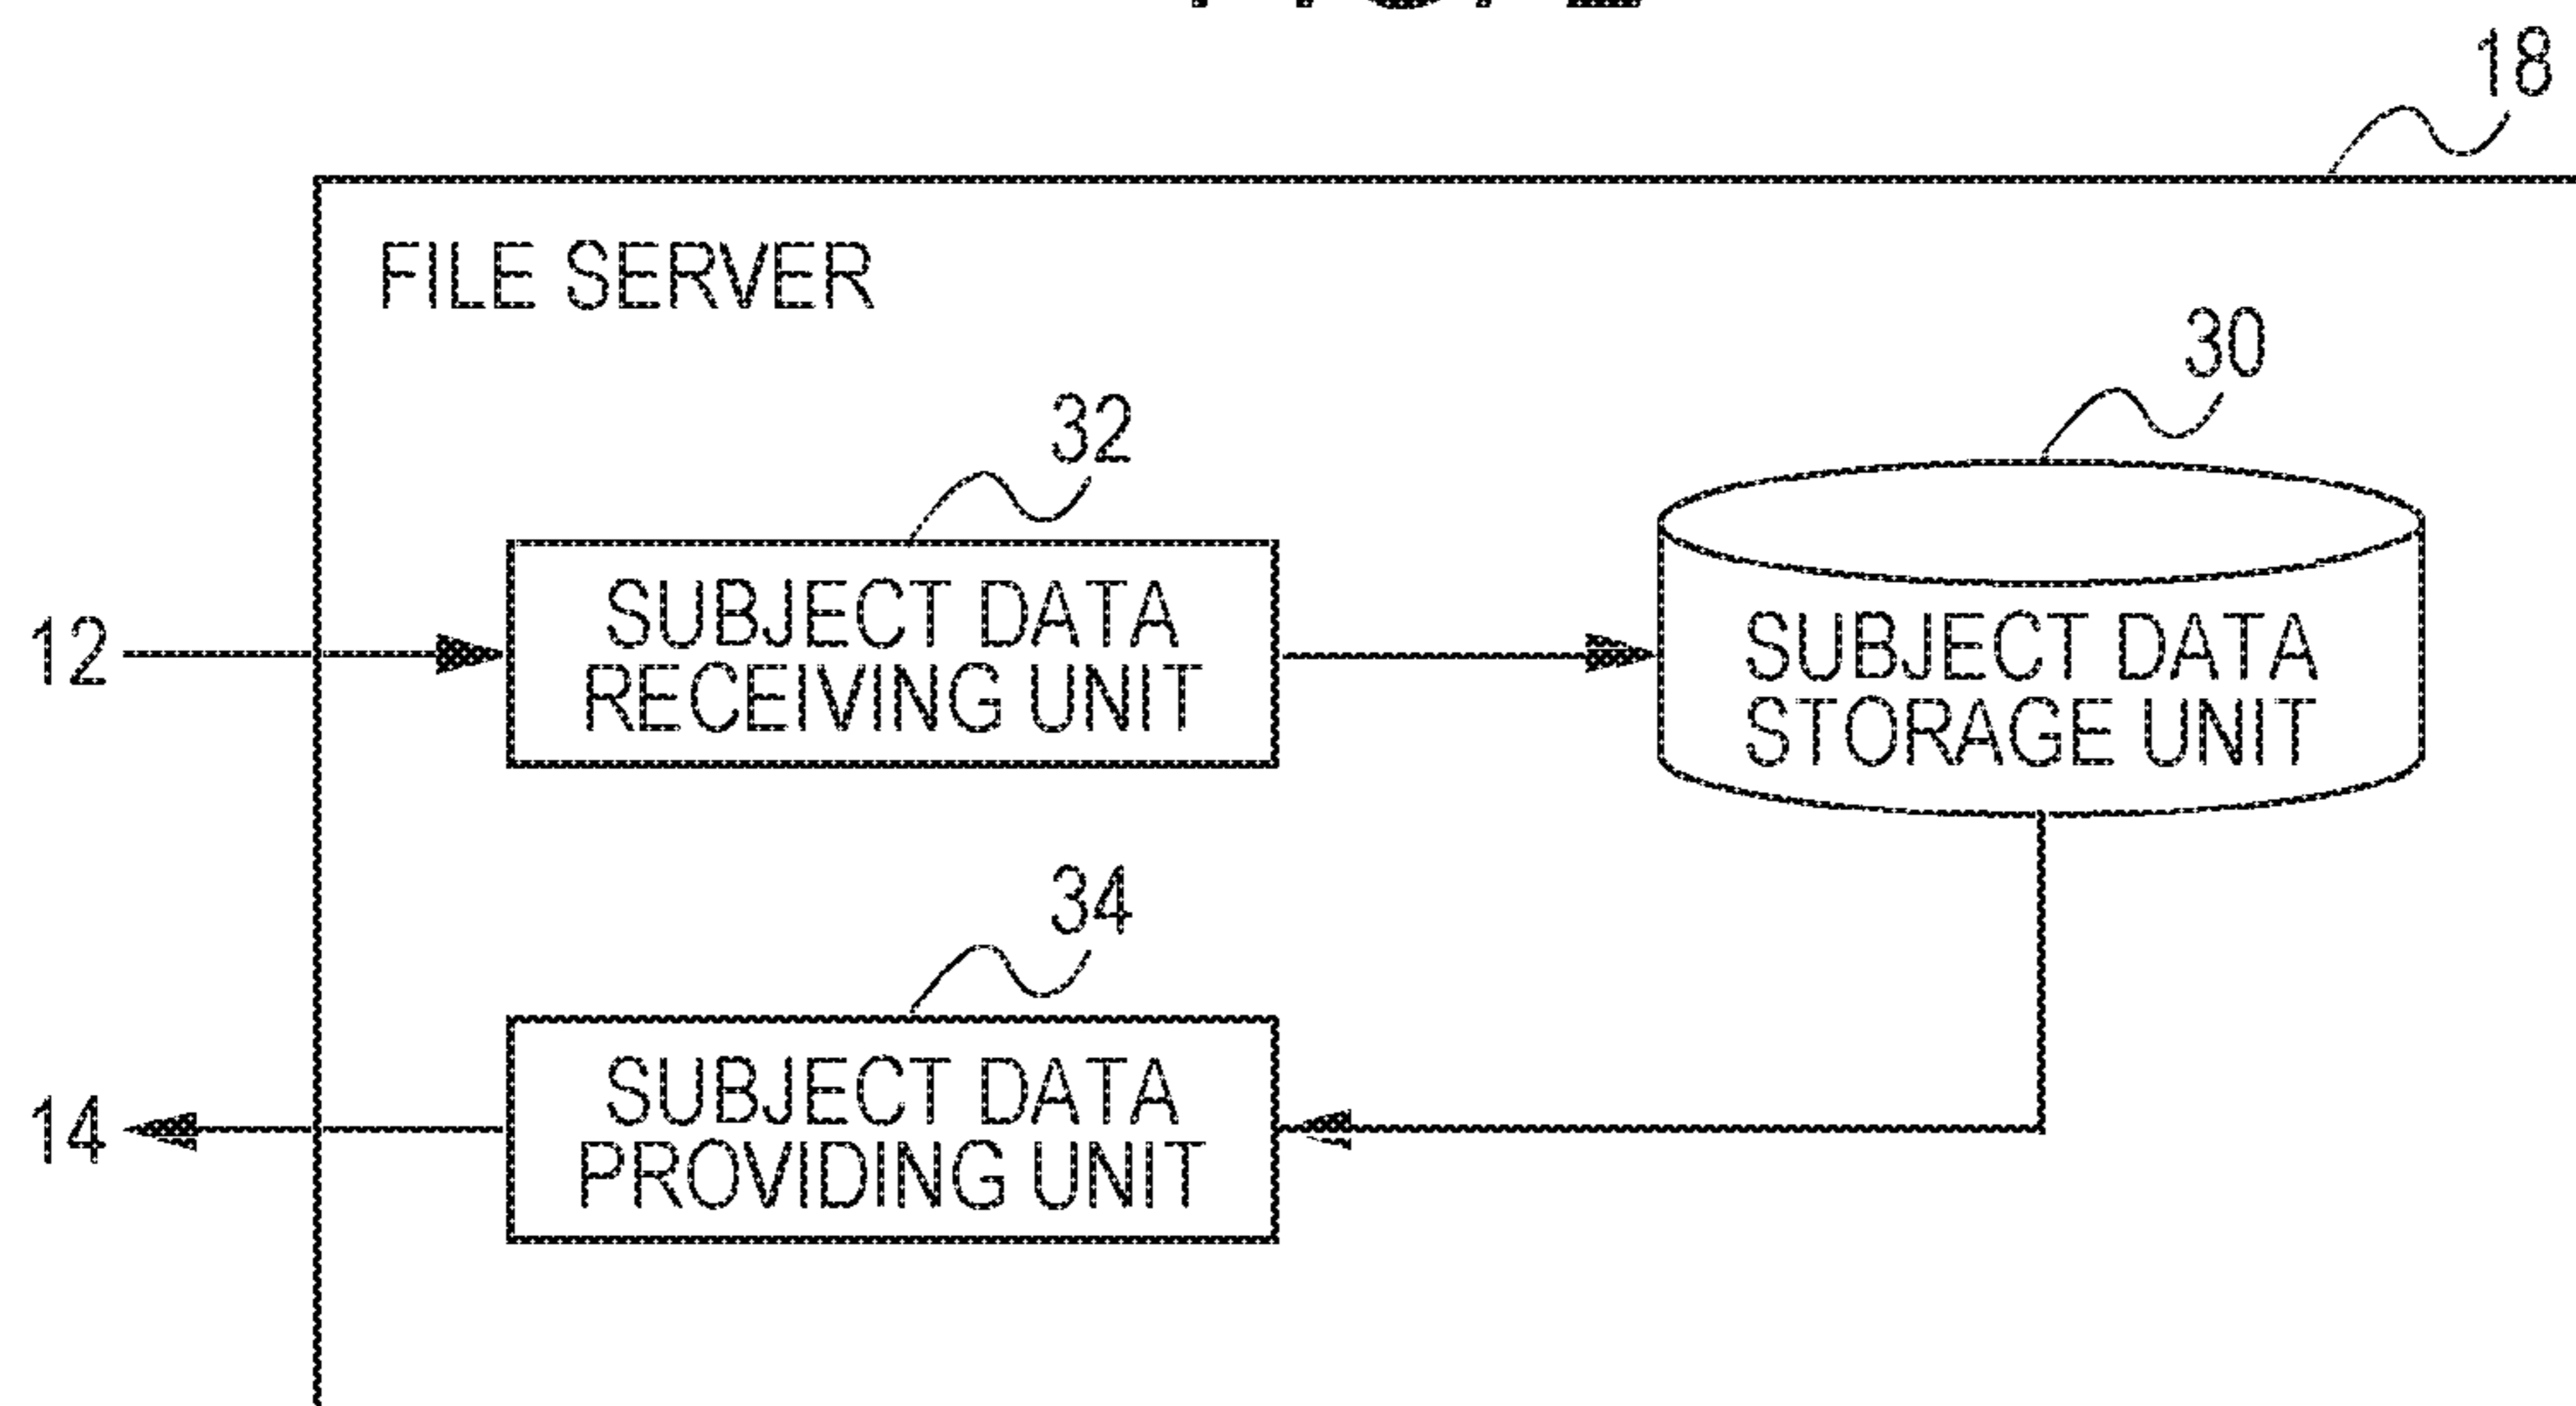 18
FILE SERVER
30
32
12
SUBJECT DATA
RECEIVING UNIT
SUBJECT DATA
STORAGE UNIT
34
14
SUBJECT DATA
PROVIDING UNIT